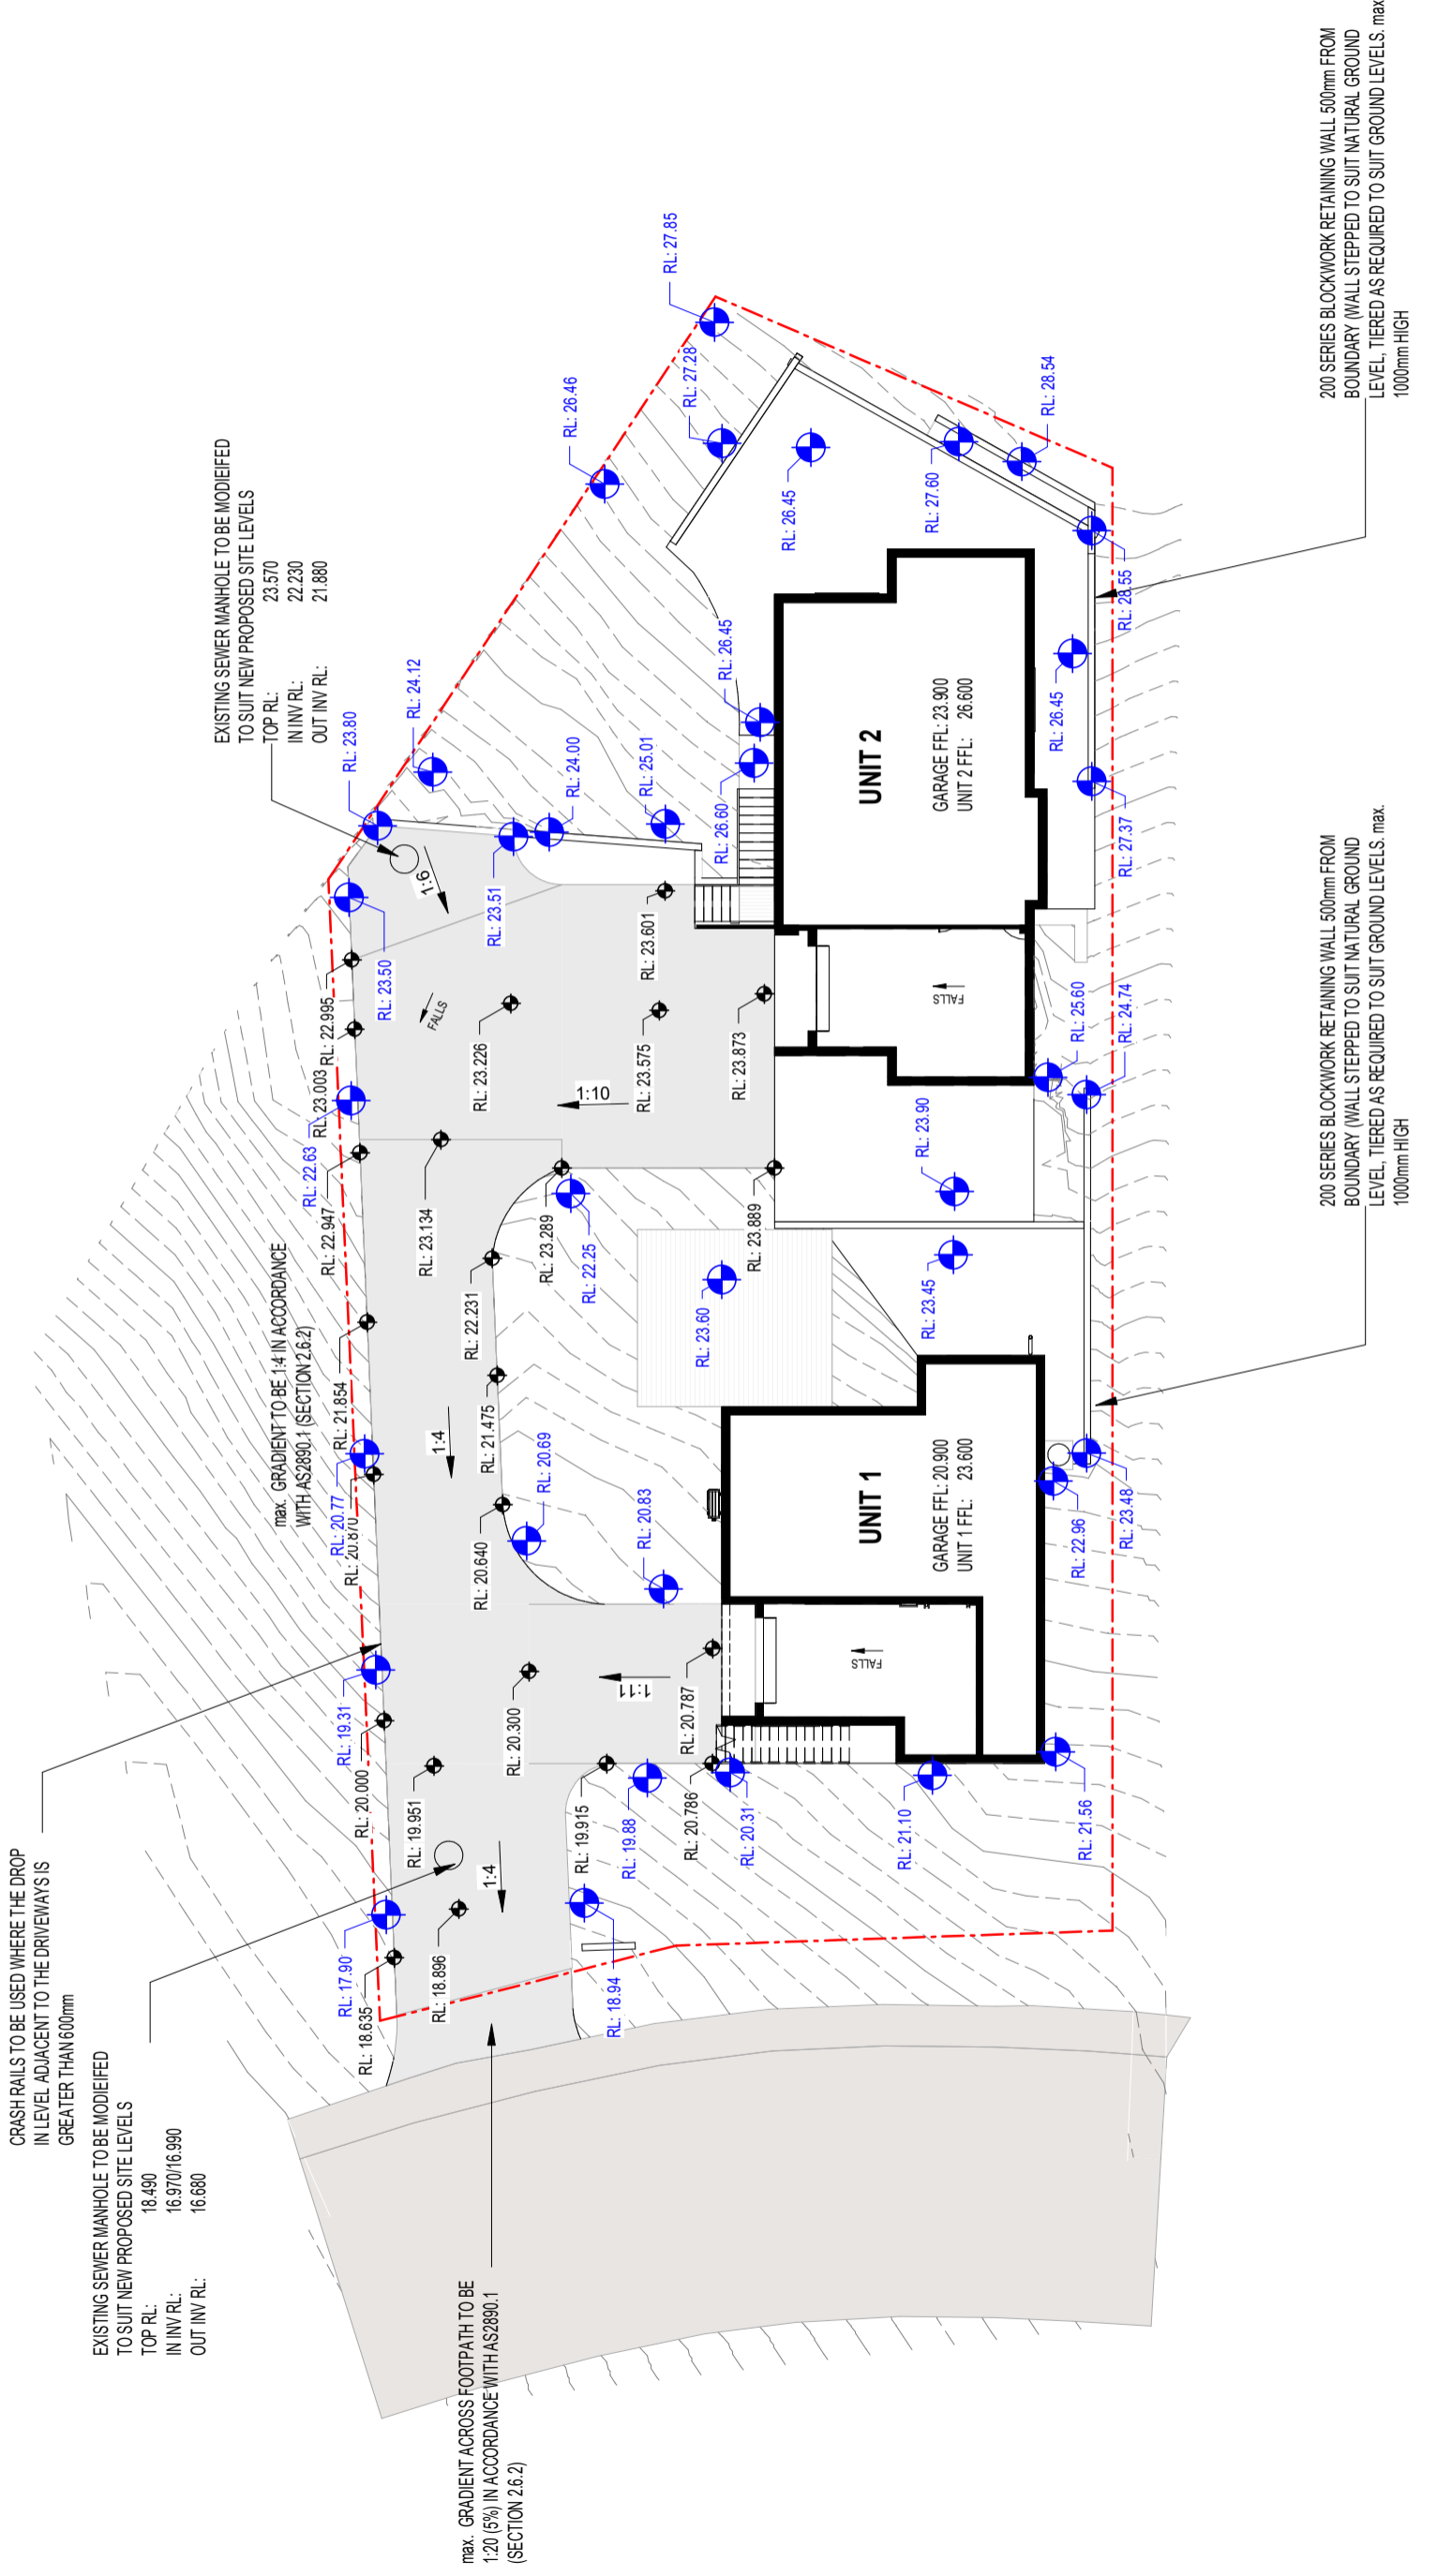 CRASH RAILS TO BE USED WHERE THE DROP
IN LEVEL ADJACENT TO THE DRIVEWAYS IS
GREATER THAN 600mm
EXISTING SEWER MANHOLE TO BE MODIEIFED
TO SUIT NEW PROPOSED SITE LEVELS
TOP RL: 18.490
IN INV RL: 16.970/16.990
OUT INV RL: 16.680
EXISTING SEWER MANHOLE TO BE MODIEIFED
TO SUIT NEW PROPOSED SITE LEVELS
TOP RL: 23.570
IN INV RL: 22.230
OUT INV RL: 21.880
max. GRADIENT TO BE 1:4 IN ACCORDANCE
WITH AS2890.1 (SECTION 2.6.2)
max. GRADIENT ACROSS FOOTPATH TO BE
1:20 (5%) IN ACCORDANCE WITH AS2890.1
(SECTION 2.6.2)
RL: 17.90
RL: 18.635
RL: 18.896
RL: 18.94
RL: 19.31
RL: 20.000
RL: 19.951
1:4
RL: 20.300
RL: 19.915
RL: 19.88
RL: 20.786
RL: 20.31
RL: 20.787
1:11
RL: 21.10
RL: 21.56
RL: 20.77
RL: 20.870
RL: 21.854
1:4
RL: 20.640
RL: 21.475
RL: 20.69
RL: 20.83
FALLS
UNIT 1
GARAGE FFL: 20.900
UNIT 1 FFL: 23.600
RL: 22.96
RL: 23.48
RL: 22.63
RL: 22.947
RL: 23.003
RL: 22.995
RL: 23.50
RL: 23.134
RL: 22.231
RL: 23.289
RL: 22.25
RL: 23.60
RL: 23.889
RL: 23.45
RL: 23.90
RL: 25.60
RL: 24.74
FALLS
RL: 23.226
1:10
RL: 23.575
RL: 23.601
RL: 23.873
FALLS
1:6
RL: 23.80
RL: 24.12
RL: 23.51
RL: 24.00
RL: 25.01
RL: 26.60
RL: 26.45
UNIT 2
GARAGE FFL: 23.900
UNIT 2 FFL: 26.600
RL: 26.45
RL: 27.37
RL: 28.55
RL: 26.46
RL: 27.28
RL: 27.85
RL: 26.45
RL: 27.60
RL: 28.54
200 SERIES BLOCKWORK RETAINING WALL 500mm FROM
BOUNDARY (WALL STEPPED TO SUIT NATURAL GROUND
LEVEL, TIERED AS REQUIRED TO SUIT GROUND LEVELS. max.
1000mm HIGH
200 SERIES BLOCKWORK RETAINING WALL 500mm FROM
BOUNDARY (WALL STEPPED TO SUIT NATURAL GROUND
LEVEL, TIERED AS REQUIRED TO SUIT GROUND LEVELS. max
1000mm HIGH